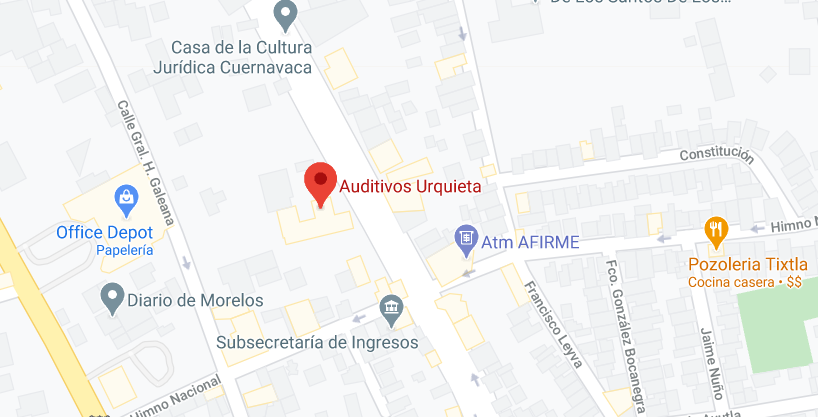 De Los Santos De Los...
Casa de la Cultura
Jurídica Cuernavaca
Calle Gral. H. Galeana
Constitución
Auditivos Urquieta
Office Depot
Papelería
Atm AFIRME
Himno N
Pozoleria Tixtla
Cocina casera • $$
Diario de Morelos
Subsecretaría de Ingresos
Francisco Leyva
Fco. González Bocanegra
Jaime Nuño
Himno Nacional